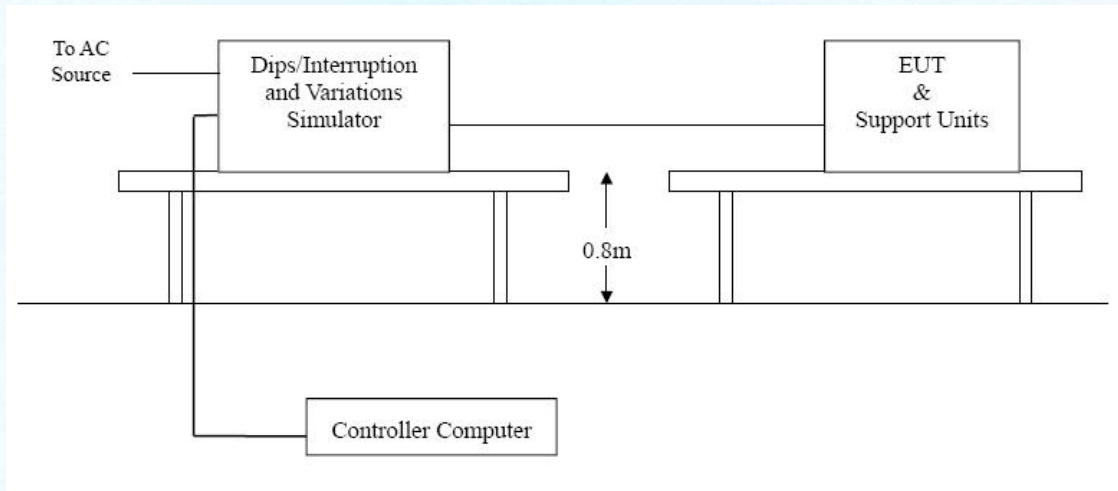 To AC
Source
Dips/Interruption
and Variations
Simulator
EUT
&
Support Units
0.8m
Controller Computer